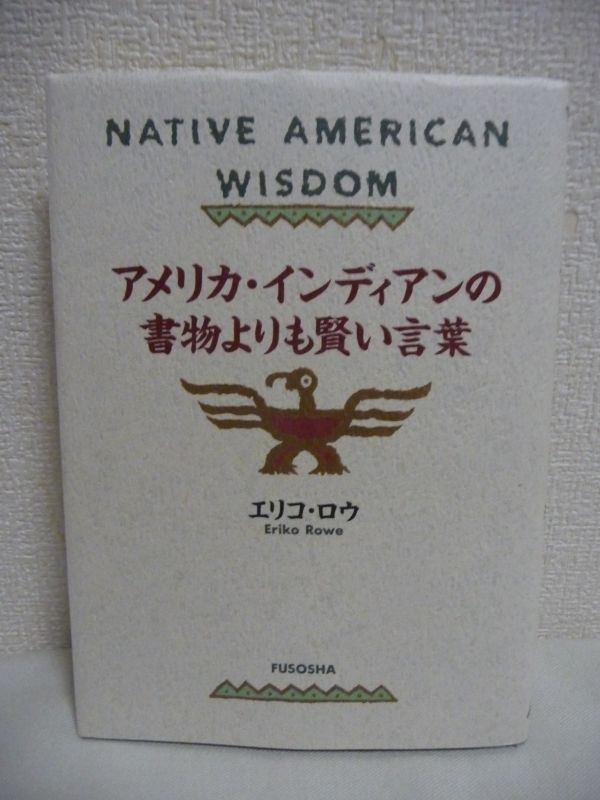 NATIVE AMERICAN
WISDOM
アメリカ・インディアンの
書物よりも賢い言葉
エリコ・ロウ
Eriko Rowe
FUSOSHA